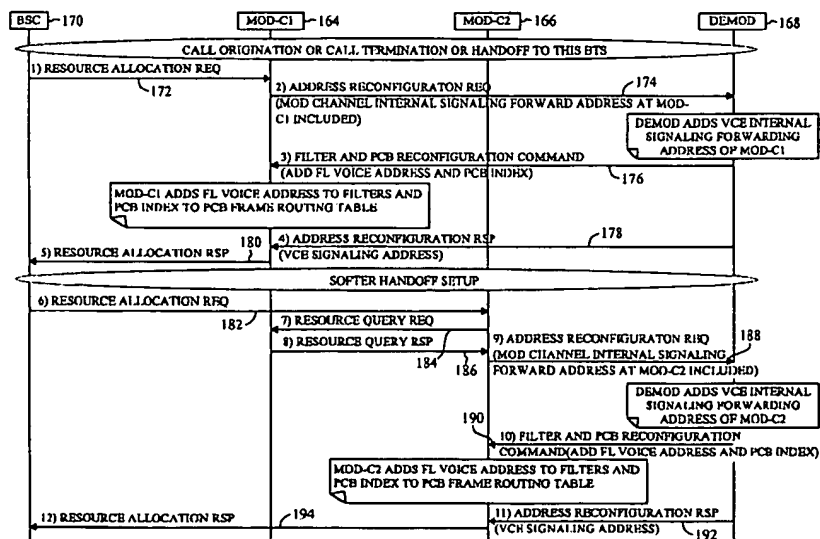 BSC 170 MOD-C1 164 MOD-C2 166 DEMOD 168
CALL ORIGINATION OR CALL TERMINATION OR HANDOFF TO THIS BTS
1) RESOURCE ALLOCATION REQ
172
2) ADDRESS RECONFIGURATON REQ 174
(MOD CHANNEL INTERNAL SIGNALING FORWARD ADDRESS AT MOD-
C1 INCLUDED)
DEMOD ADDS VCE INTERNAL
SIGNALING FORWARDING
ADDRESS OF MOD-C1
3) FILTER AND PCB RECONFIGURATION COMMAND
(ADD FL VOICE ADDRESS AND PCB INDEX) 176
MOD-C1 ADDS FL VOICE ADDRESS TO FILTERS AND
PCB INDEX TO PCB FRAME ROUTING TABLE
4) ADDRESS RECONFIGURATION RSP 178
(VCE SIGNALING ADDRESS)
5) RESOURCE ALLOCATION RSP 180
SOFTER HANDOFF SETUP
6) RESOURCE ALLOCATION REQ
182
7) RESOURCE QUERY REQ
184
8) RESOURCE QUERY RSP
186
9) ADDRESS RECONFIGURATON REQ 188
(MOD CHANNEL INTERNAL SIGNALING
FORWARD ADDRESS AT MOD-C2 INCLUDED)
DEMOD ADDS VCE INTERNAL
SIGNALING FORWARDING
ADDRESS OF MOD-C2
190
10) FILTER AND PCB RECONFIGURATION
COMMAND(ADD FL VOICE ADDRESS AND PCB INDEX)
MOD-C2 ADDS FL VOICE ADDRESS TO FILTERS AND
PCB INDEX TO PCB FRAME ROUTING TABLE
11) ADDRESS RECONFIGURATION RSP
(VCE SIGNALING ADDRESS) 192
12) RESOURCE ALLOCATION RSP 194